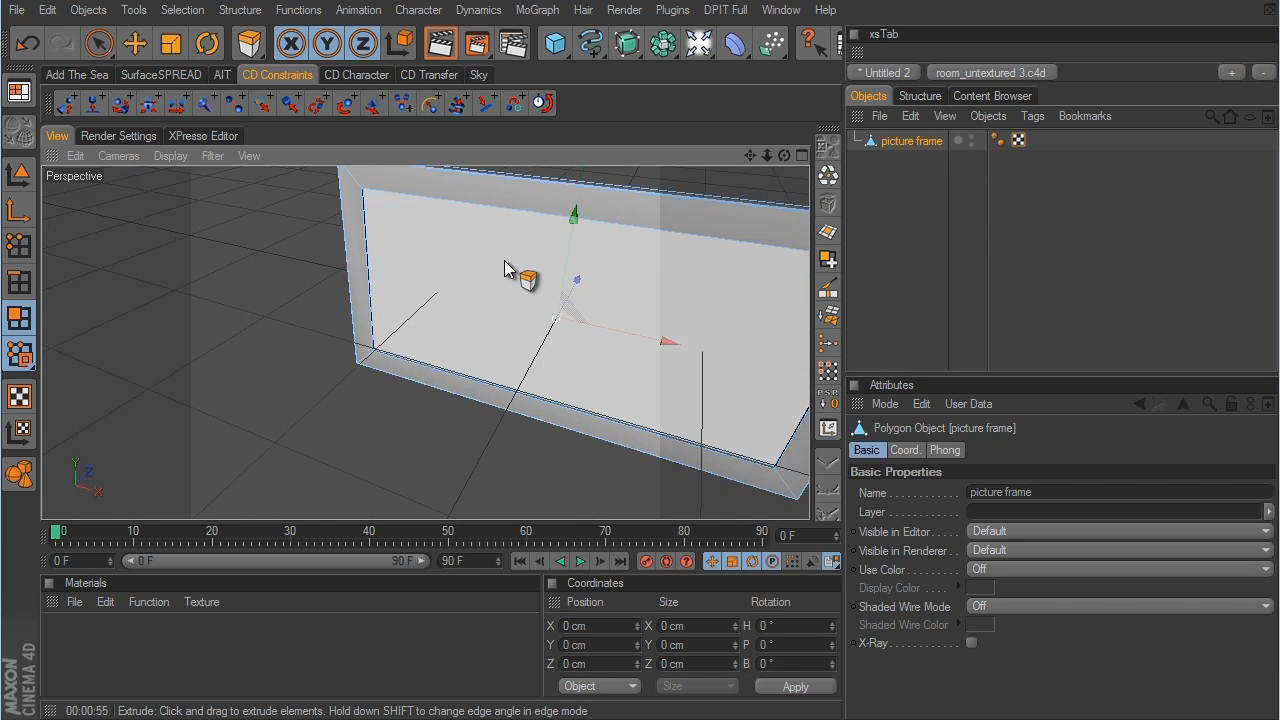 File Edit Objects Tools Selection Structure Functions Animation Character Dynamics MoGraph Hair Render Plugins DPIT Full Window Help
xsTab
Add The Sea SurfaceSPREAD AIT CD Constraints CD Character CD Transfer Sky
* Untitled 2 room_untextured 3.c4d + -
Objects Structure Content Browser
File Edit View Objects Tags Bookmarks
View Render Settings XPresso Editor
picture frame
Edit Cameras Display Filter View
Perspective
Y Z X
P S R
0
0 10 20 30 40 50 60 70 80 90 0 F
0 F 0 F 90 F 90 F
Materials
File Edit Function Texture
Coordinates
Position Size Rotation
X 0 cm X 0 cm H 0 °
Y 0 cm Y 0 cm P 0 °
Z 0 cm Z 0 cm B 0 °
Object Size Apply
Attributes
Mode Edit User Data
Polygon Object [picture frame]
Basic Coord. Phong
Basic Properties
Name . . . . . . . . . . . . picture frame
Layer . . . . . . . . . . . .
Visible in Editor . . . . . . . Default
Visible in Renderer . . Default
Use Color . . . . . . . . . Off
Display Color . . . .
Shaded Wire Mode Off
Shaded Wire Color
X-Ray . . . . . . . . . . . .
MAXON
CINEMA 4D
00:00:55 Extrude: Click and drag to extrude elements. Hold down SHIFT to change edge angle in edge mode